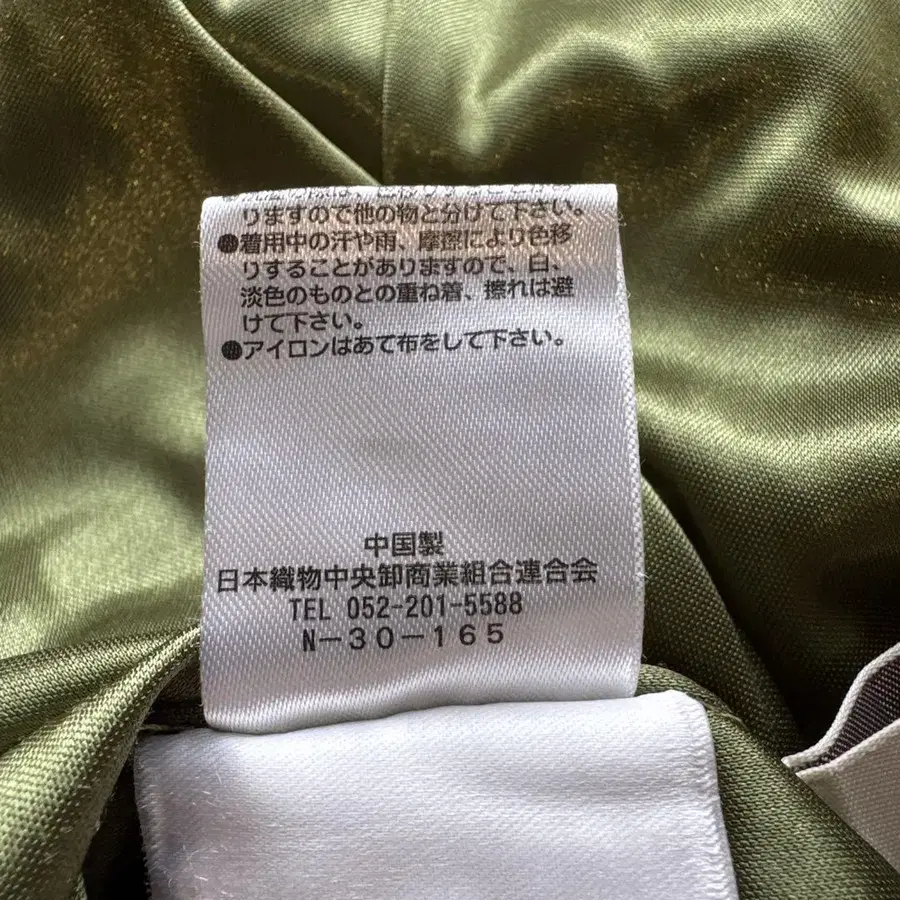 りますので他の物と分けて下さい。
●着用中の汗や雨、摩擦により色移
りすることがありますので、白、
淡色のものとの重ね着、擦れは避
けて下さい。
●アイロンはあて布をして下さい。
中国製
日本織物中央卸商業組合連合会
TEL 052-201-5588
N-30-165